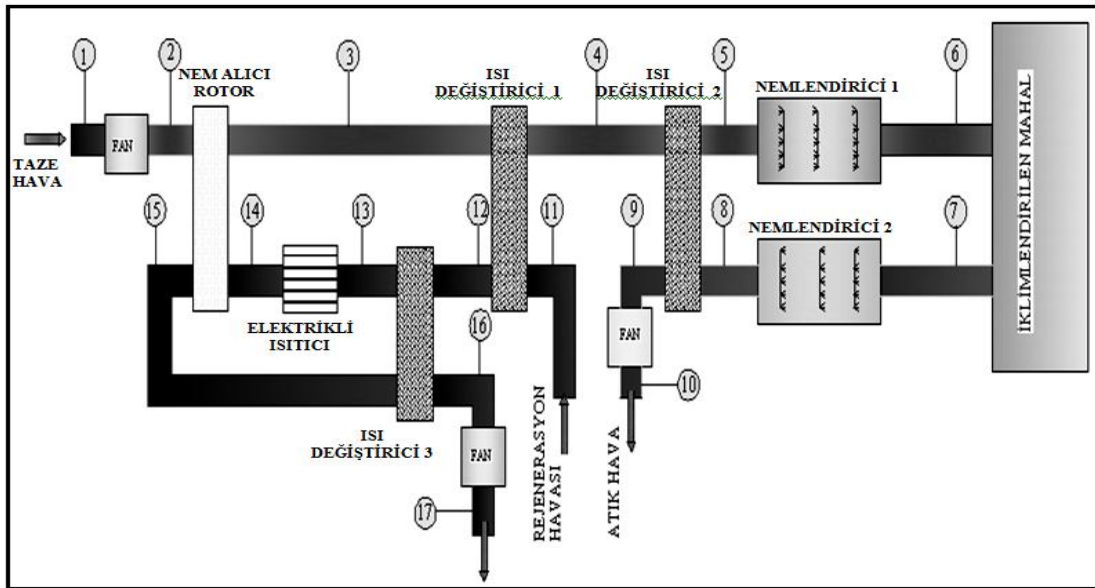 1
2
3
4
5
6
NEM ALICI
ROTOR
ISI
DEĞİŞTİRİCİ 1
ISI
DEĞİŞTİRİCİ 2
NEMLENDİRİCİ 1
FAN
TAZE
HAVA
İKLİMLENDİRİLEN MAHAL
15
14
13
12
11
9
8
7
NEMLENDİRİCİ 2
ELEKTRİKLİ
ISITICI
16
FAN
10
ISI
DEĞİŞTİRİCİ 3
FAN
17
REJENERASYON
HAVASI
ATIK HAVA